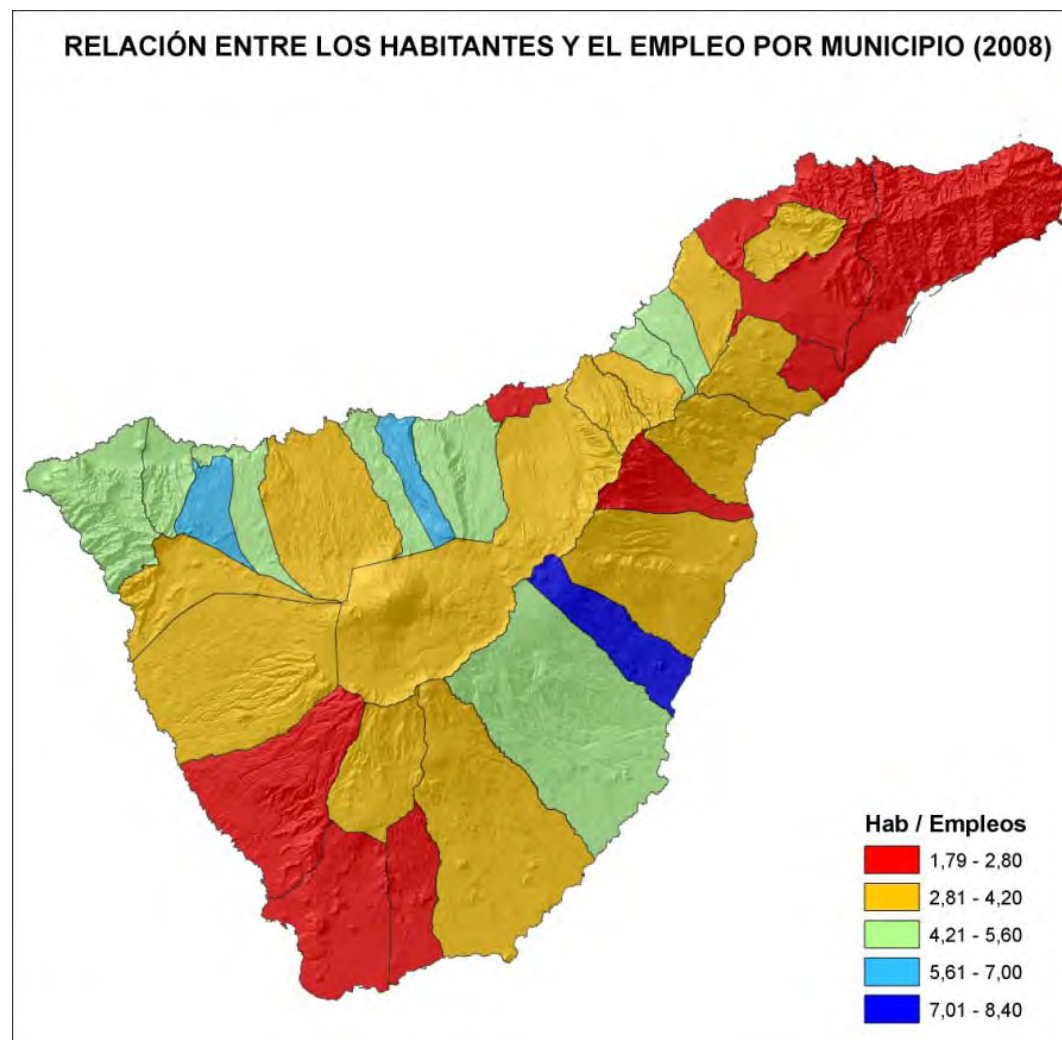 RELACIÓN ENTRE LOS HABITANTES Y EL EMPLEO POR MUNICIPIO (2008)
Hab / Empleos
1,79 - 2,80
2,81 - 4,20
4,21 - 5,60
5,61 - 7,00
7,01 - 8,40